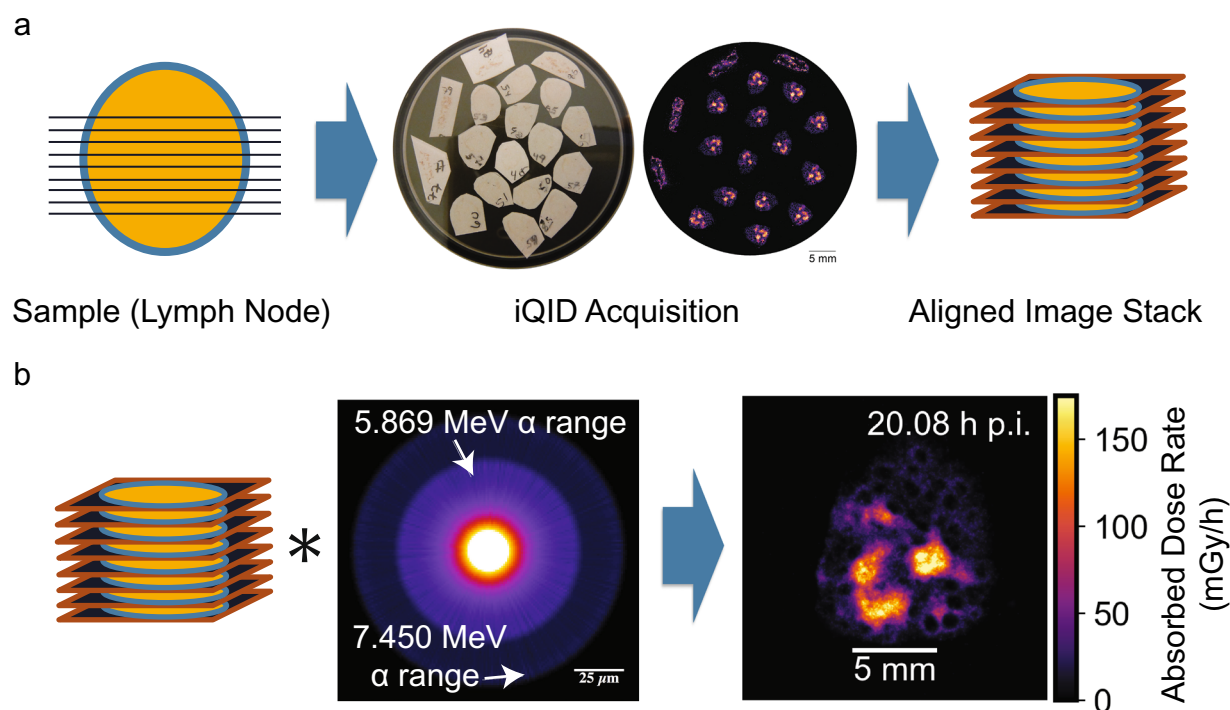 a
5 mm
Sample (Lymph Node)
iQID Acquisition
Aligned Image Stack
b
5.869 MeV α range
7.450 MeV
α range
25 μm
*
20.08 h p.i.
5 mm
150
100
50
0
Absorbed Dose Rate
(mGy/h)